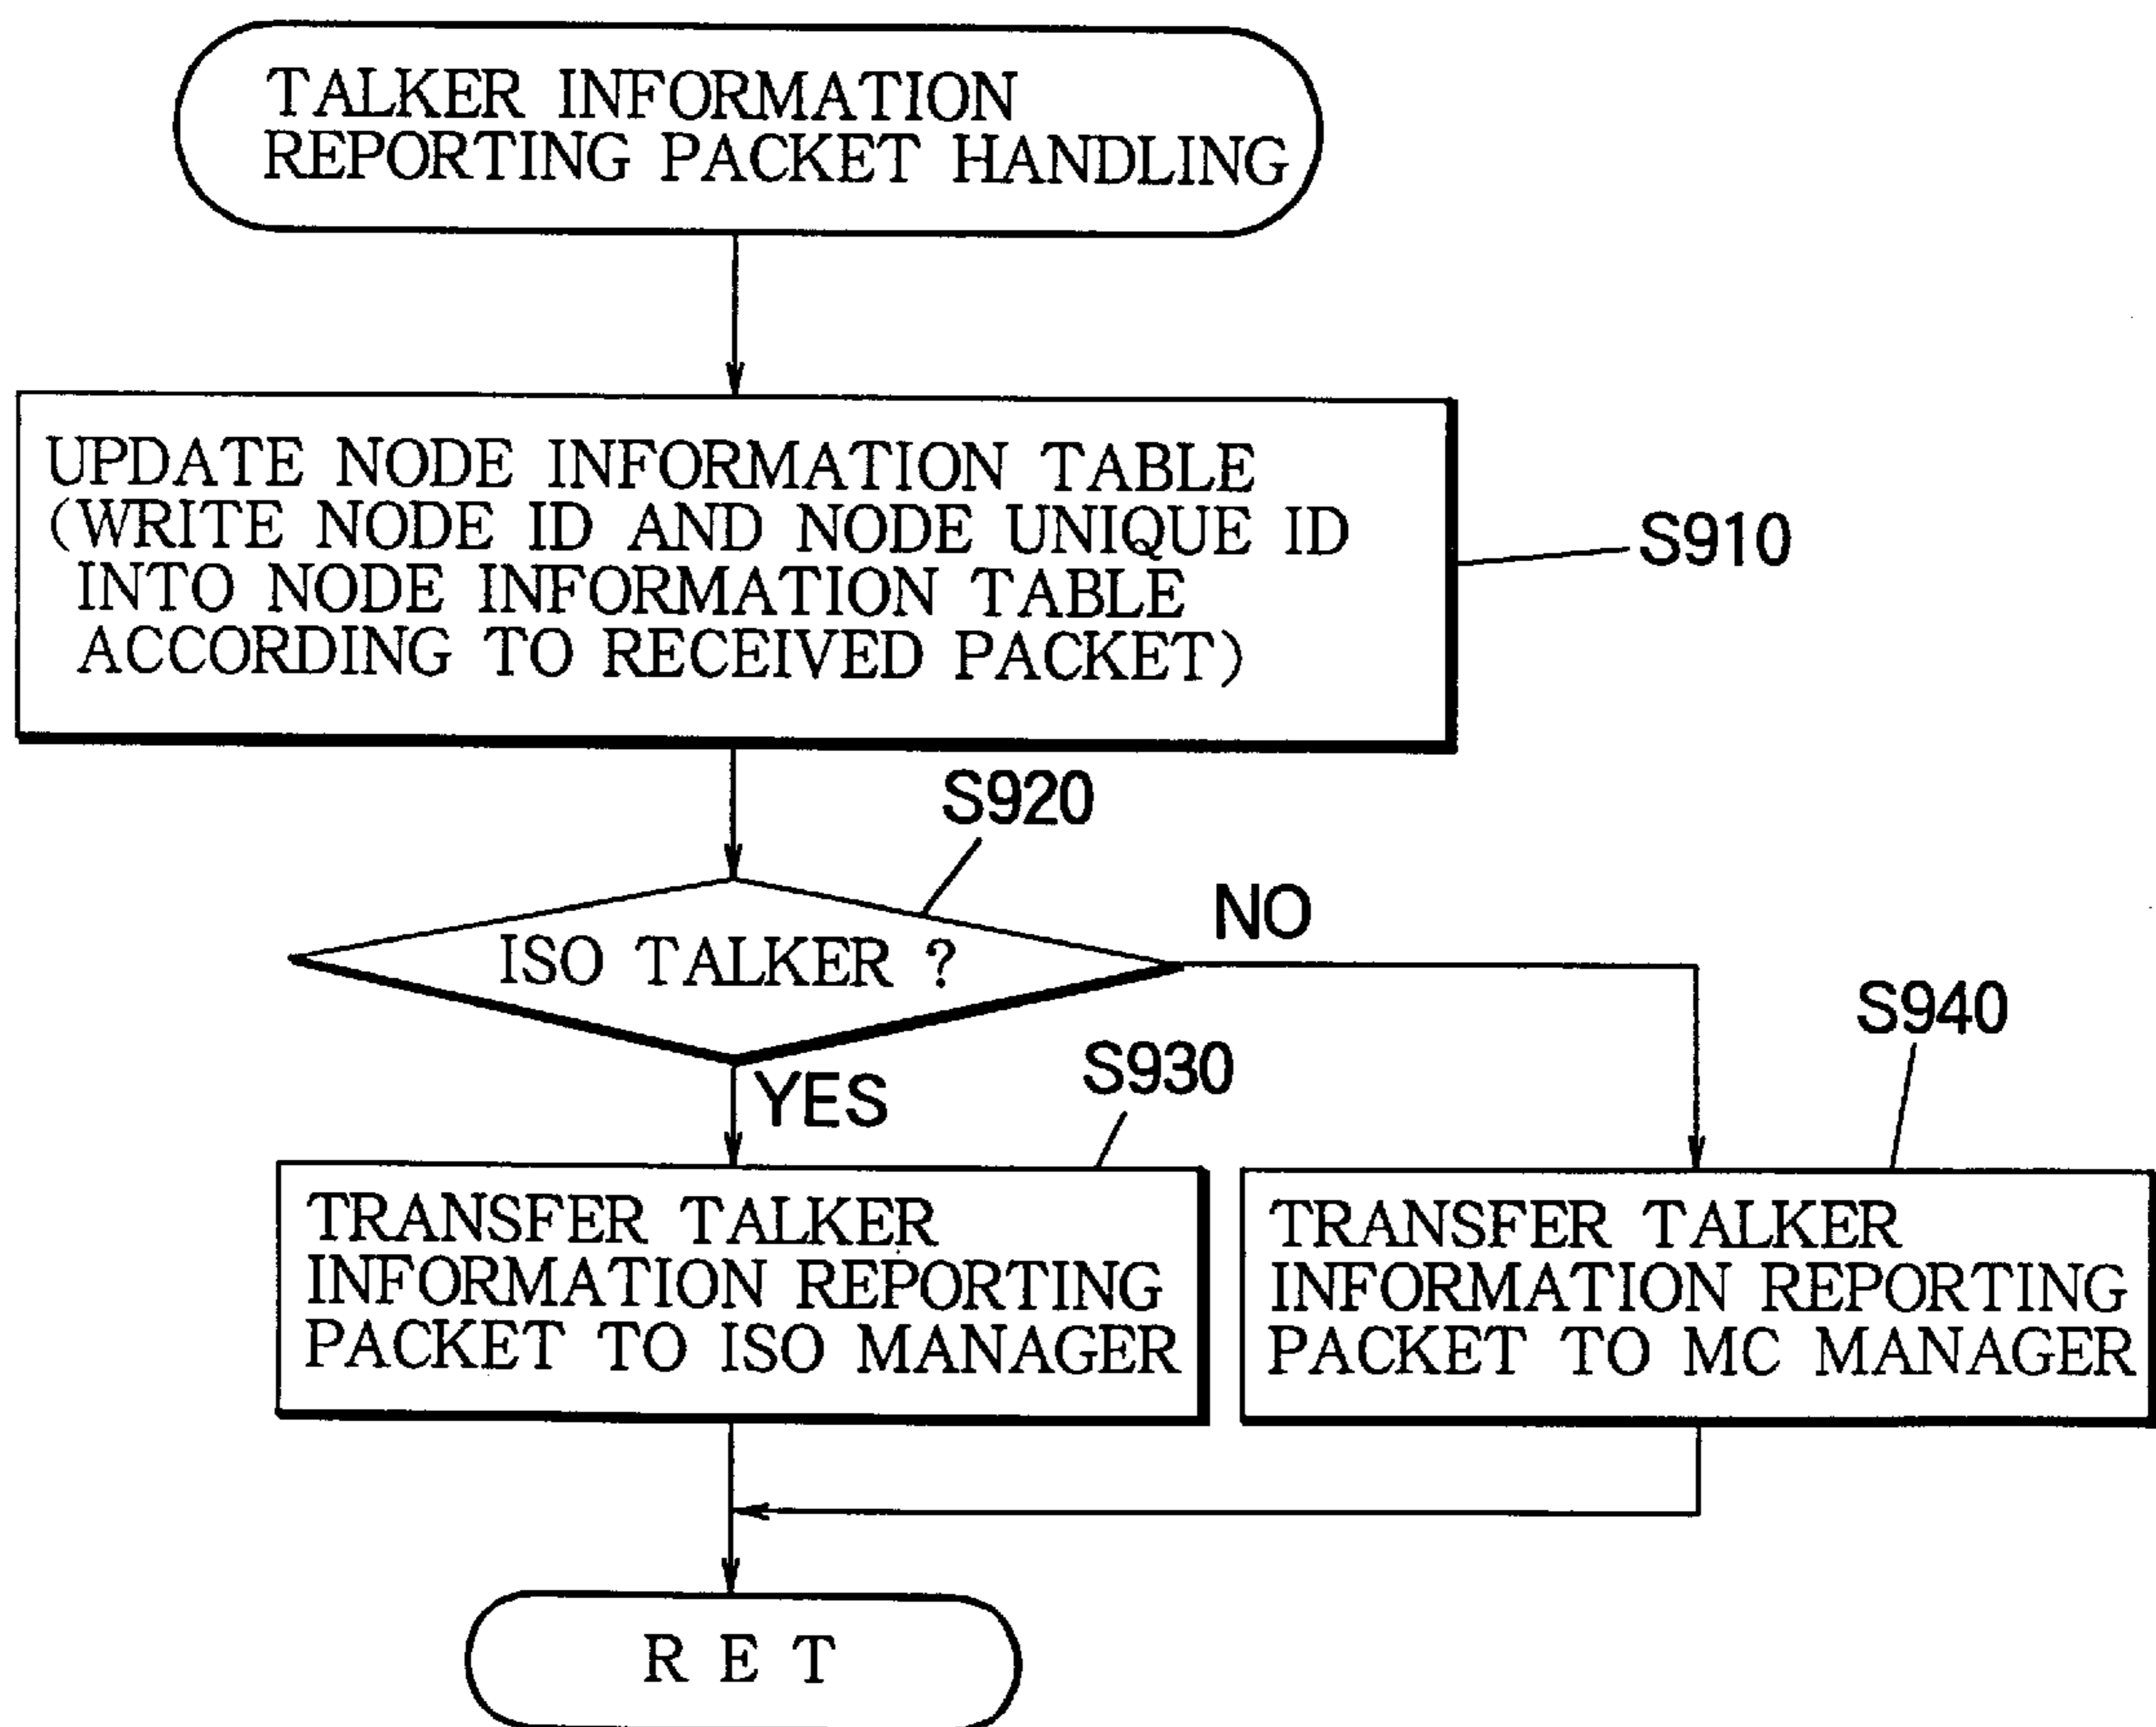 TALKER INFORMATION
REPORTING PACKET HANDLING
UPDATE NODE INFORMATION TABLE
(WRITE NODE ID AND NODE UNIQUE ID
INTO NODE INFORMATION TABLE
ACCORDING TO RECEIVED PACKET)
S910
S920
ISO TALKER ?
NO
YES
S930
S940
TRANSFER TALKER
INFORMATION REPORTING
PACKET TO ISO MANAGER
TRANSFER TALKER
INFORMATION REPORTING
PACKET TO MC MANAGER
R E T